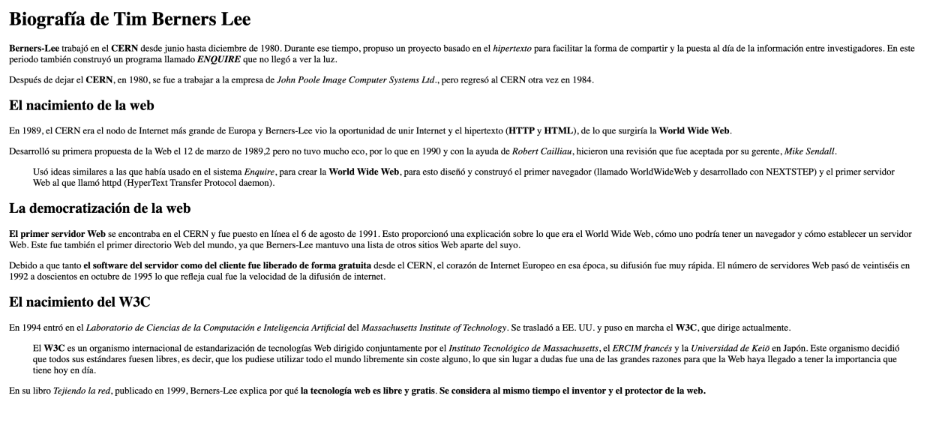 Biografía de Tim Berners Lee
Berners-Lee trabajó en el CERN desde junio hasta diciembre de 1980. Durante ese tiempo, propuso un proyecto basado en el hipertexto para facilitar la forma de compartir y la puesta al día de la información entre investigadores. En este
periodo también construyó un programa llamado ENQUIRE que no llegó a ver la luz.
Después de dejar el CERN, en 1980, se fue a trabajar a la empresa de John Poole Image Computer Systems Ltd., pero regresó al CERN otra vez en 1984.
El nacimiento de la web
En 1989, el CERN era el nodo de Internet más grande de Europa y Berners-Lee vio la oportunidad de unir Internet y el hipertexto (HTTP y HTML), de lo que surgiría la World Wide Web.
Desarrolló su primera propuesta de la Web el 12 de marzo de 1989,2 pero no tuvo mucho eco, por lo que en 1990 y con la ayuda de Robert Cailliau, hicieron una revisión que fue aceptada por su gerente, Mike Sendall.
Usó ideas similares a las que había usado en el sistema Enquire, para crear la World Wide Web, para esto diseñó y construyó el primer navegador (llamado WorldWideWeb y desarrollado con NEXTSTEP) y el primer servidor
Web al que llamó httpd (HyperText Transfer Protocol daemon).
La democratización de la web
El primer servidor Web se encontraba en el CERN y fue puesto en línea el 6 de agosto de 1991. Esto proporcionó una explicación sobre lo que era el World Wide Web, cómo uno podría tener un navegador y cómo establecer un servidor
Web. Este fue también el primer directorio Web del mundo, ya que Berners-Lee mantuvo una lista de otros sitios Web aparte del suyo.
Debido a que tanto el software del servidor como del cliente fue liberado de forma gratuita desde el CERN, el corazón de Internet Europeo en esa época, su difusión fue muy rápida. El número de servidores Web pasó de veintiséis en
1992 a doscientos en octubre de 1995 lo que refleja cual fue la velocidad de la difusión de internet.
El nacimiento del W3C
En 1994 entró en el Laboratorio de Ciencias de la Computación e Inteligencia Artificial del Massachusetts Institute of Technology. Se trasladó a EE. UU. y puso en marcha el W3C, que dirige actualmente.
El W3C es un organismo internacional de estandarización de tecnologías Web dirigido conjuntamente por el Instituto Tecnológico de Massachusetts, el ERCIM francés y la Universidad de Keiō en Japón. Este organismo decidió
que todos sus estándares fuesen libres, es decir, que los pudiese utilizar todo el mundo libremente sin coste alguno, lo que sin lugar a dudas fue una de las grandes razones para que la Web haya llegado a tener la importancia que
tiene hoy en día.
En su libro Tejiendo la red, publicado en 1999, Berners-Lee explica por qué la tecnología web es libre y gratis. Se considera al mismo tiempo el inventor y el protector de la web.